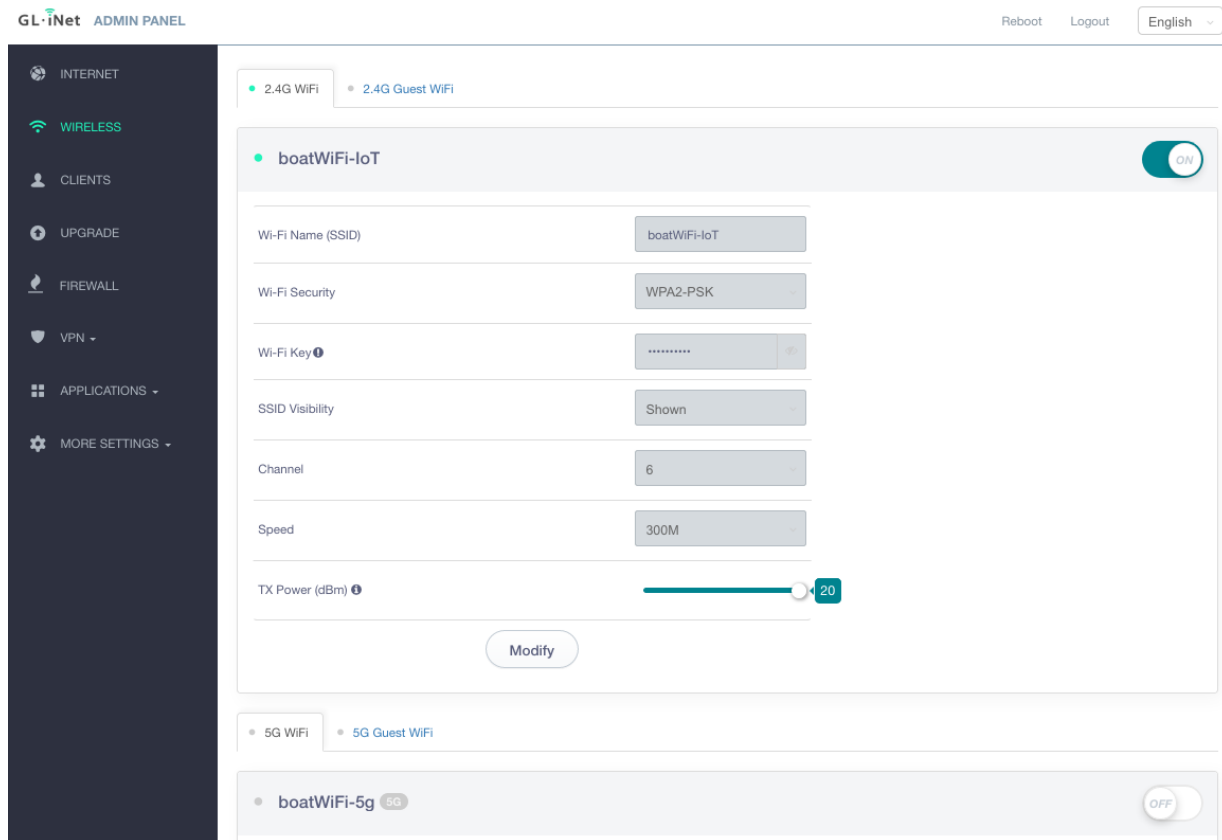 GL·iNet ADMIN PANEL Reboot Logout English
INTERNET
WIRELESS
CLIENTS
UPGRADE
FIREWALL
VPN
APPLICATIONS
MORE SETTINGS
2.4G WiFi 2.4G Guest WiFi
boatWiFi-IoT ON
Wi-Fi Name (SSID) boatWiFi-IoT
Wi-Fi Security WPA2-PSK
Wi-Fi Key ••••••••••
SSID Visibility Shown
Channel 6
Speed 300M
TX Power (dBm) 20
Modify
5G WiFi 5G Guest WiFi
boatWiFi-5g 5G OFF